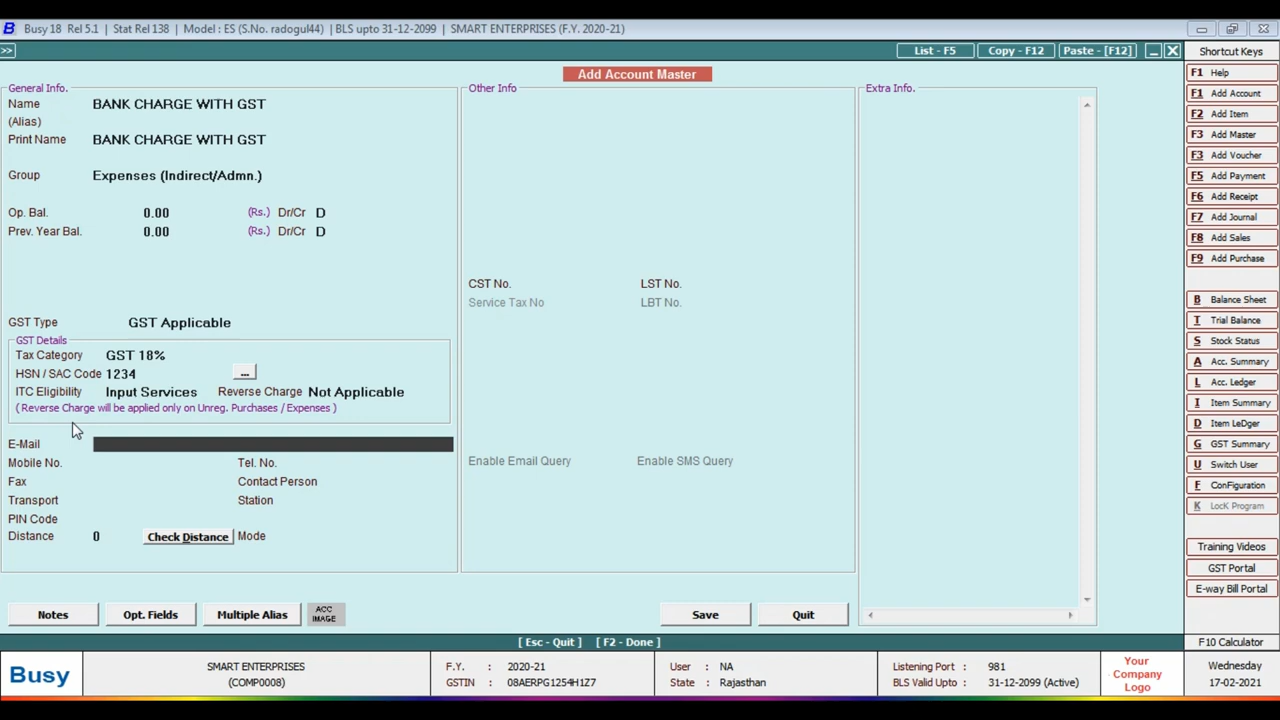 Busy 18 Rel 5.1 | Stat Rel 138 | Model : ES (S.No. radogul44) | BLS upto 31-12-2099 | SMART ENTERPRISES (F.Y. 2020-21)
>> List - F5 Copy - F12 Paste - [F12]
Add Account Master
General Info.
Name BANK CHARGE WITH GST
(Alias)
Print Name BANK CHARGE WITH GST
Group Expenses (Indirect/Admn.)
Op. Bal. 0.00 (Rs.) Dr/Cr D
Prev. Year Bal. 0.00 (Rs.) Dr/Cr D
GST Type GST Applicable
GST Details
Tax Category GST 18%
HSN / SAC Code 1234 ...
ITC Eligibility Input Services Reverse Charge Not Applicable
( Reverse Charge will be applied only on Unreg. Purchases / Expenses )
E-Mail
Mobile No. Tel. No.
Fax Contact Person
Transport Station
PIN Code
Distance 0 Check Distance Mode
Other Info
CST No. LST No.
Service Tax No LBT No.
Enable Email Query Enable SMS Query
Extra Info.
Notes Opt. Fields Multiple Alias ACC IMAGE Save Quit
[ Esc - Quit ] [ F2 - Done ]
Shortcut Keys
F1 Help
F1 Add Account
F2 Add Item
F3 Add Master
F3 Add Voucher
F5 Add Payment
F6 Add Receipt
F7 Add Journal
F8 Add Sales
F9 Add Purchase
B Balance Sheet
T Trial Balance
S Stock Status
A Acc. Summary
L Acc. Ledger
I Item Summary
D Item LeDger
G GST Summary
U Switch User
F ConFiguration
K LocK Program
Training Videos
GST Portal
E-way Bill Portal
F10 Calculator
Busy
SMART ENTERPRISES
(COMP0008)
F.Y. : 2020-21
GSTIN : 08AERPG1254H1Z7
User : NA
State : Rajasthan
Listening Port : 981
BLS Valid Upto : 31-12-2099 (Active)
Your
Company
Logo
Wednesday
17-02-2021